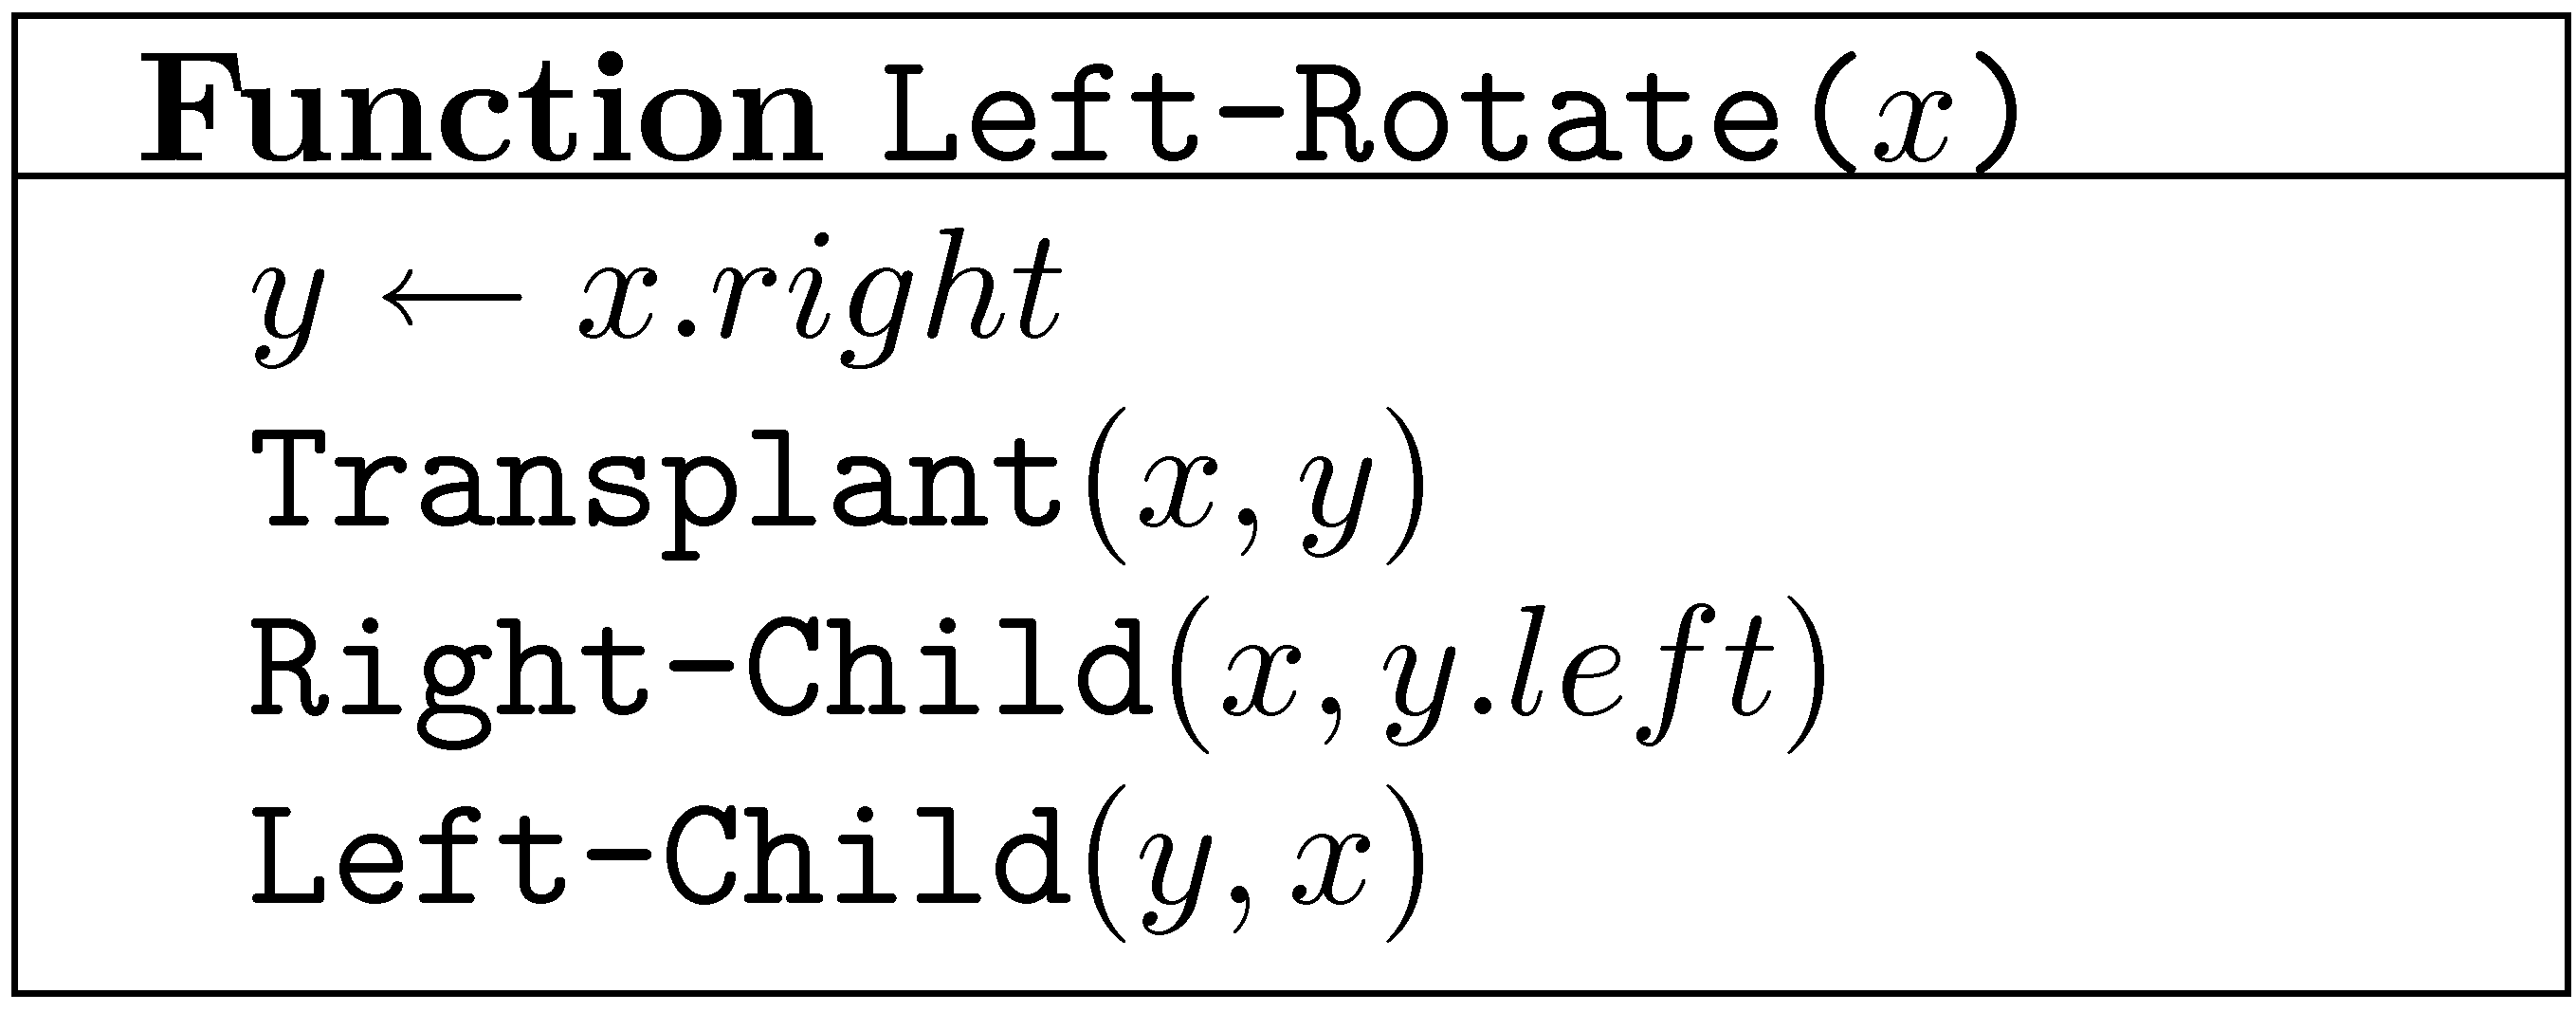 Function Left-Rotate(x)
y ← x.right
Transplant(x, y)
Right-Child(x, y.left)
Left-Child(y, x)